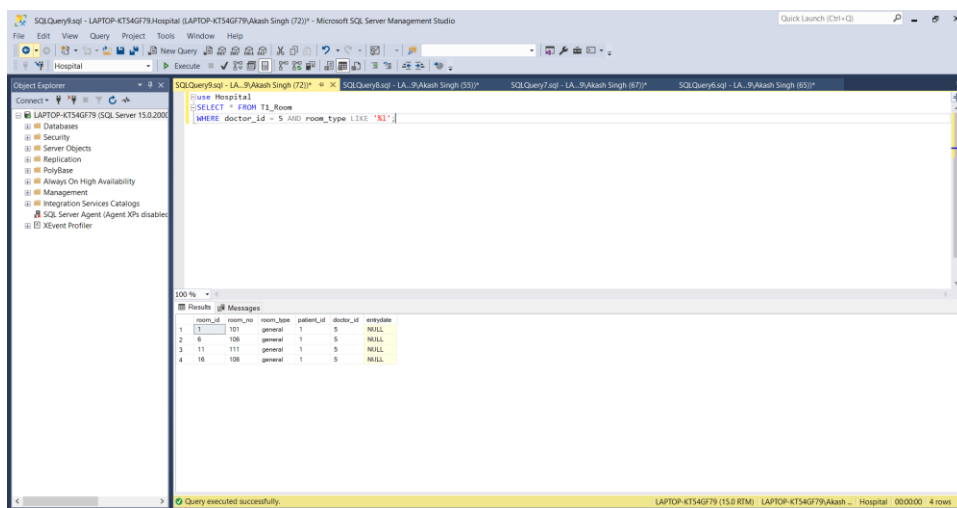 SQLQuery9.sql - LAPTOP-KT54GF79.Hospital (LAPTOP-KT54GF79\Akash Singh (72))* - Microsoft SQL Server Management Studio
Quick Launch (Ctrl+Q)
File Edit View Query Project Tools Window Help
New Query
Hospital
Execute
Object Explorer
SQLQuery9.sql - LA...9\Akash Singh (72))*
SQLQuery8.sql - LA...9\Akash Singh (55))*
SQLQuery7.sql - LA...9\Akash Singh (67))*
SQLQuery6.sql - LA...9\Akash Singh (65))*
Connect
LAPTOP-KT54GF79 (SQL Server 15.0.2000
Databases
Security
Server Objects
Replication
PolyBase
Always On High Availability
Management
Integration Services Catalogs
SQL Server Agent (Agent XPs disabled
XEvent Profiler
use Hospital
SELECT * FROM T1_Room
WHERE doctor_id = 5 AND room_type LIKE '%l';
100 %
Results Messages
room_id room_no room_type patient_id doctor_id entrydate
1 1 101 general 1 5 NULL
2 6 106 general 1 5 NULL
3 11 111 general 1 5 NULL
4 16 106 general 1 5 NULL
Query executed successfully.
LAPTOP-KT54GF79 (15.0 RTM) LAPTOP-KT54GF79\Akash ... Hospital 00:00:00 4 rows